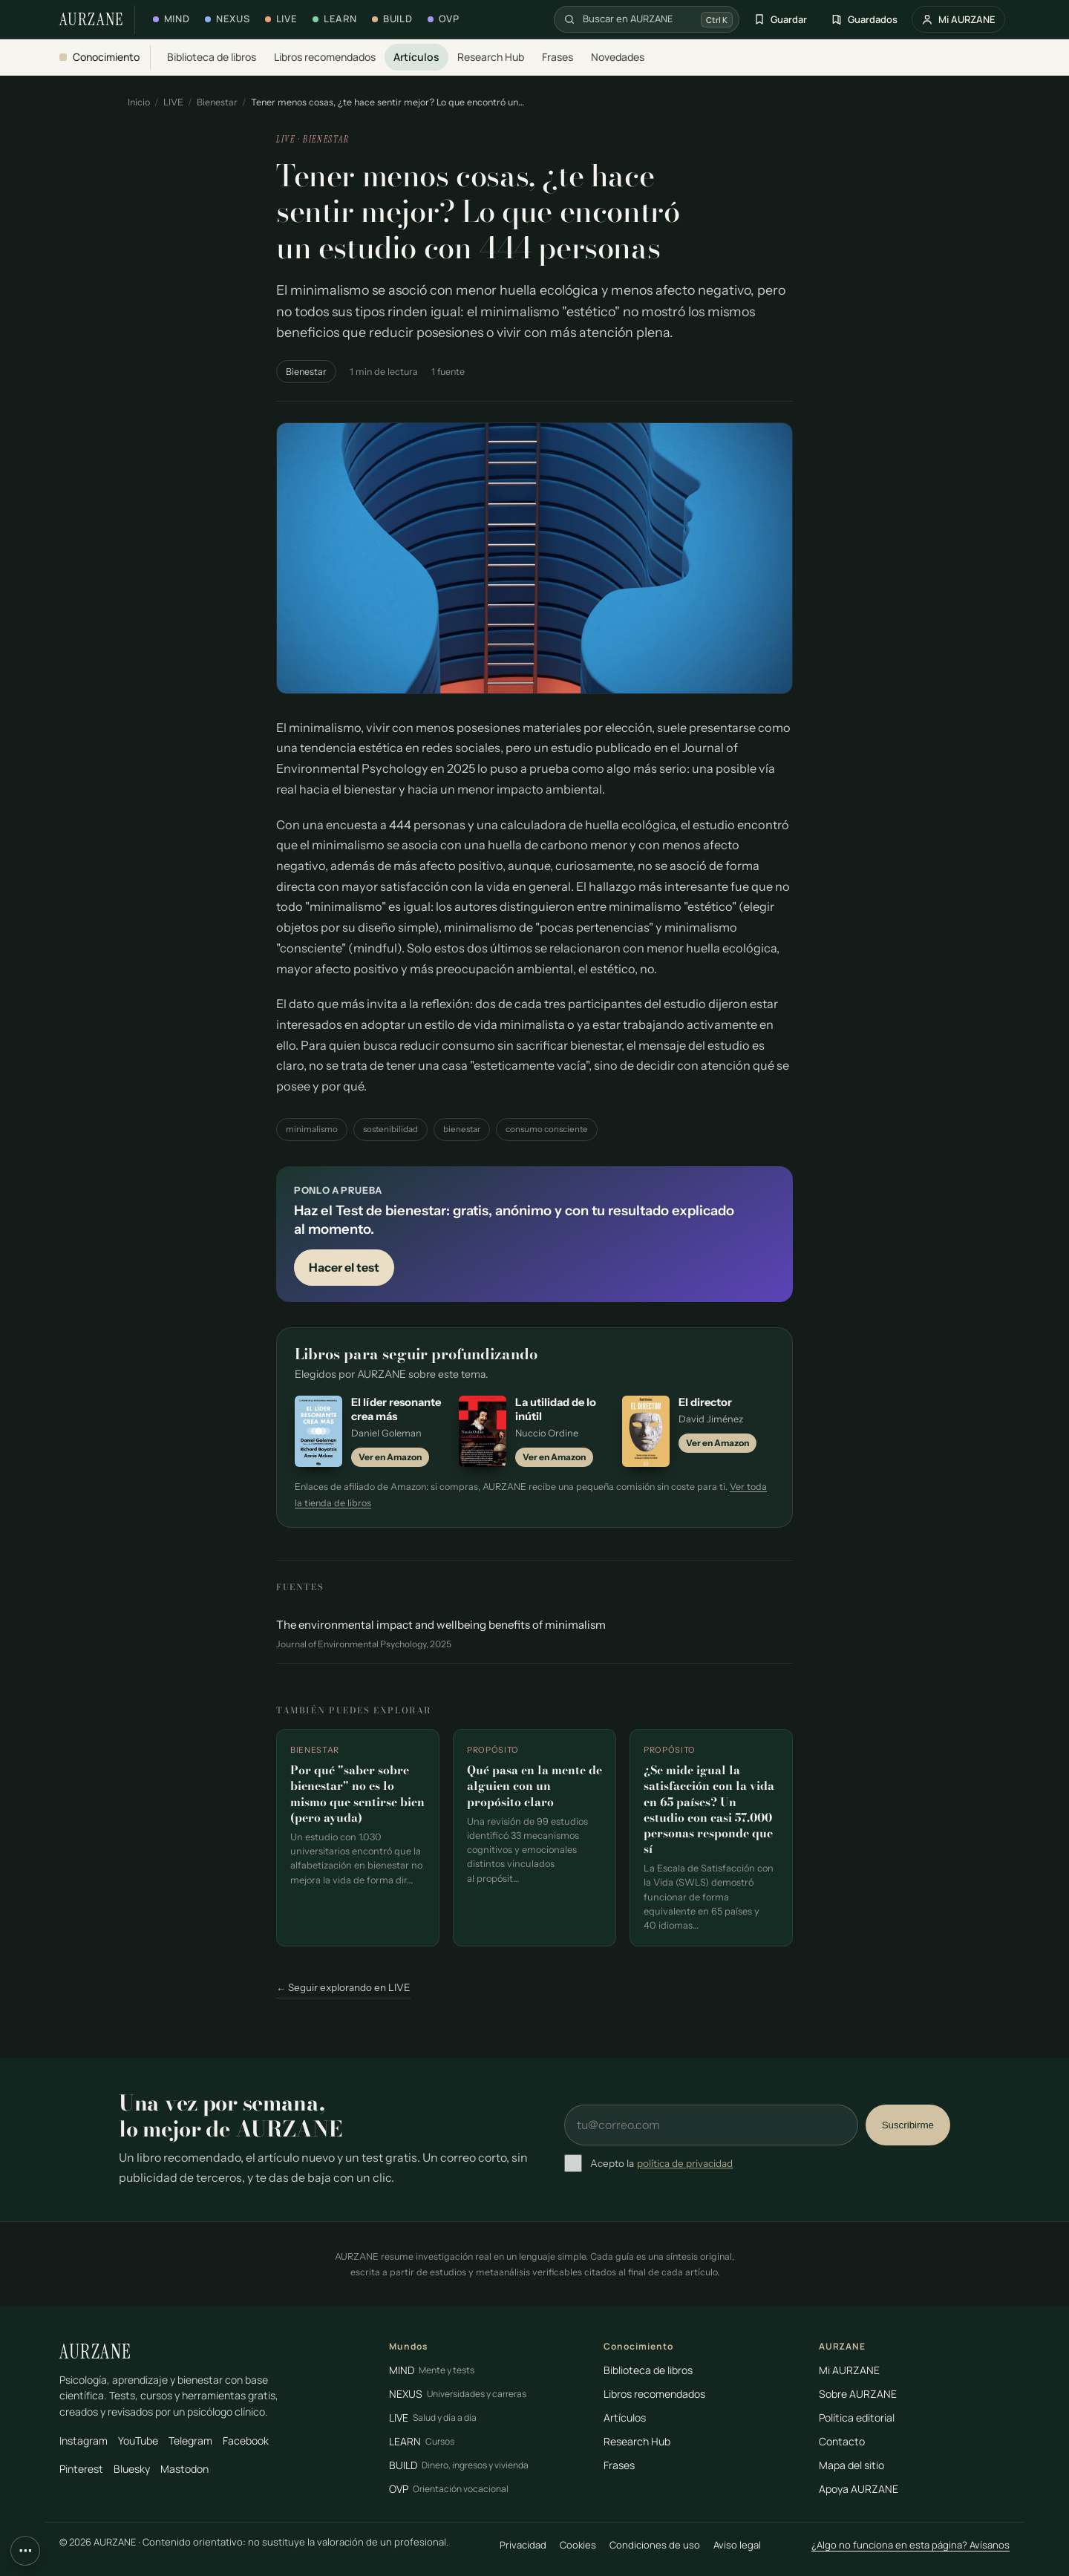 AURZANE
MIND
NEXUS
LIVE
LEARN
BUILD
OVP
Buscar en AURZANE
Ctrl K
Guardar
Guardados
Mi AURZANE
Conocimiento
Biblioteca de libros
Libros recomendados
Artículos
Research Hub
Frases
Novedades
Inicio / LIVE / Bienestar / Tener menos cosas, ¿te hace sentir mejor? Lo que encontró un…
LIVE · BIENESTAR
Tener menos cosas, ¿te hace
sentir mejor? Lo que encontró
un estudio con 444 personas
El minimalismo se asoció con menor huella ecológica y menos afecto negativo, pero
no todos sus tipos rinden igual: el minimalismo "estético" no mostró los mismos
beneficios que reducir posesiones o vivir con más atención plena.
Bienestar
1 min de lectura
1 fuente
El minimalismo, vivir con menos posesiones materiales por elección, suele presentarse como
una tendencia estética en redes sociales, pero un estudio publicado en el Journal of
Environmental Psychology en 2025 lo puso a prueba como algo más serio: una posible vía
real hacia el bienestar y hacia un menor impacto ambiental.
Con una encuesta a 444 personas y una calculadora de huella ecológica, el estudio encontró
que el minimalismo se asocia con una huella de carbono menor y con menos afecto
negativo, además de más afecto positivo, aunque, curiosamente, no se asoció de forma
directa con mayor satisfacción con la vida en general. El hallazgo más interesante fue que no
todo "minimalismo" es igual: los autores distinguieron entre minimalismo "estético" (elegir
objetos por su diseño simple), minimalismo de "pocas pertenencias" y minimalismo
"consciente" (mindful). Solo estos dos últimos se relacionaron con menor huella ecológica,
mayor afecto positivo y más preocupación ambiental, el estético, no.
El dato que más invita a la reflexión: dos de cada tres participantes del estudio dijeron estar
interesados en adoptar un estilo de vida minimalista o ya estar trabajando activamente en
ello. Para quien busca reducir consumo sin sacrificar bienestar, el mensaje del estudio es
claro, no se trata de tener una casa "esteticamente vacía", sino de decidir con atención qué se
posee y por qué.
minimalismo
sostenibilidad
bienestar
consumo consciente
PONLO A PRUEBA
Haz el Test de bienestar: gratis, anónimo y con tu resultado explicado
al momento.
Hacer el test
Libros para seguir profundizando
Elegidos por AURZANE sobre este tema.
EL LÍDER
RESONANTE
CREA MÁS
Daniel Goleman
Richard Boyatzis
Annie McKee
El líder resonante
crea más
Daniel Goleman
Ver en Amazon
Nuccio Ordine
La utilidad de lo
inútil
Nuccio Ordine
Ver en Amazon
EL DIRECTOR
El director
David Jiménez
Ver en Amazon
Enlaces de afiliado de Amazon: si compras, AURZANE recibe una pequeña comisión sin coste para ti. Ver toda
la tienda de libros
FUENTES
The environmental impact and wellbeing benefits of minimalism
Journal of Environmental Psychology, 2025
TAMBIÉN PUEDES EXPLORAR
BIENESTAR
Por qué "saber sobre
bienestar" no es lo
mismo que sentirse bien
(pero ayuda)
Un estudio con 1.030
universitarios encontró que la
alfabetización en bienestar no
mejora la vida de forma dir…
PROPÓSITO
Qué pasa en la mente de
alguien con un
propósito claro
Una revisión de 99 estudios
identificó 33 mecanismos
cognitivos y emocionales
distintos vinculados
al propósit…
PROPÓSITO
¿Se mide igual la
satisfacción con la vida
en 65 países? Un
estudio con casi 57.000
personas responde que
sí
La Escala de Satisfacción con
la Vida (SWLS) demostró
funcionar de forma
equivalente en 65 países y
40 idiomas…
← Seguir explorando en LIVE
Una vez por semana,
lo mejor de AURZANE
Un libro recomendado, el artículo nuevo y un test gratis. Un correo corto, sin
publicidad de terceros, y te das de baja con un clic.
tu@correo.com
Suscribirme
Acepto la política de privacidad
AURZANE resume investigación real en un lenguaje simple. Cada guía es una síntesis original,
escrita a partir de estudios y metaanálisis verificables citados al final de cada artículo.
AURZANE
Psicología, aprendizaje y bienestar con base
científica. Tests, cursos y herramientas gratis,
creados y revisados por un psicólogo clínico.
Instagram
YouTube
Telegram
Facebook
Pinterest
Bluesky
Mastodon
Mundos
MIND Mente y tests
NEXUS Universidades y carreras
LIVE Salud y día a día
LEARN Cursos
BUILD Dinero, ingresos y vivienda
OVP Orientación vocacional
Conocimiento
Biblioteca de libros
Libros recomendados
Artículos
Research Hub
Frases
AURZANE
Mi AURZANE
Sobre AURZANE
Política editorial
Contacto
Mapa del sitio
Apoya AURZANE
© 2026 AURZANE · Contenido orientativo: no sustituye la valoración de un profesional.
Privacidad
Cookies
Condiciones de uso
Aviso legal
¿Algo no funciona en esta página? Avísanos